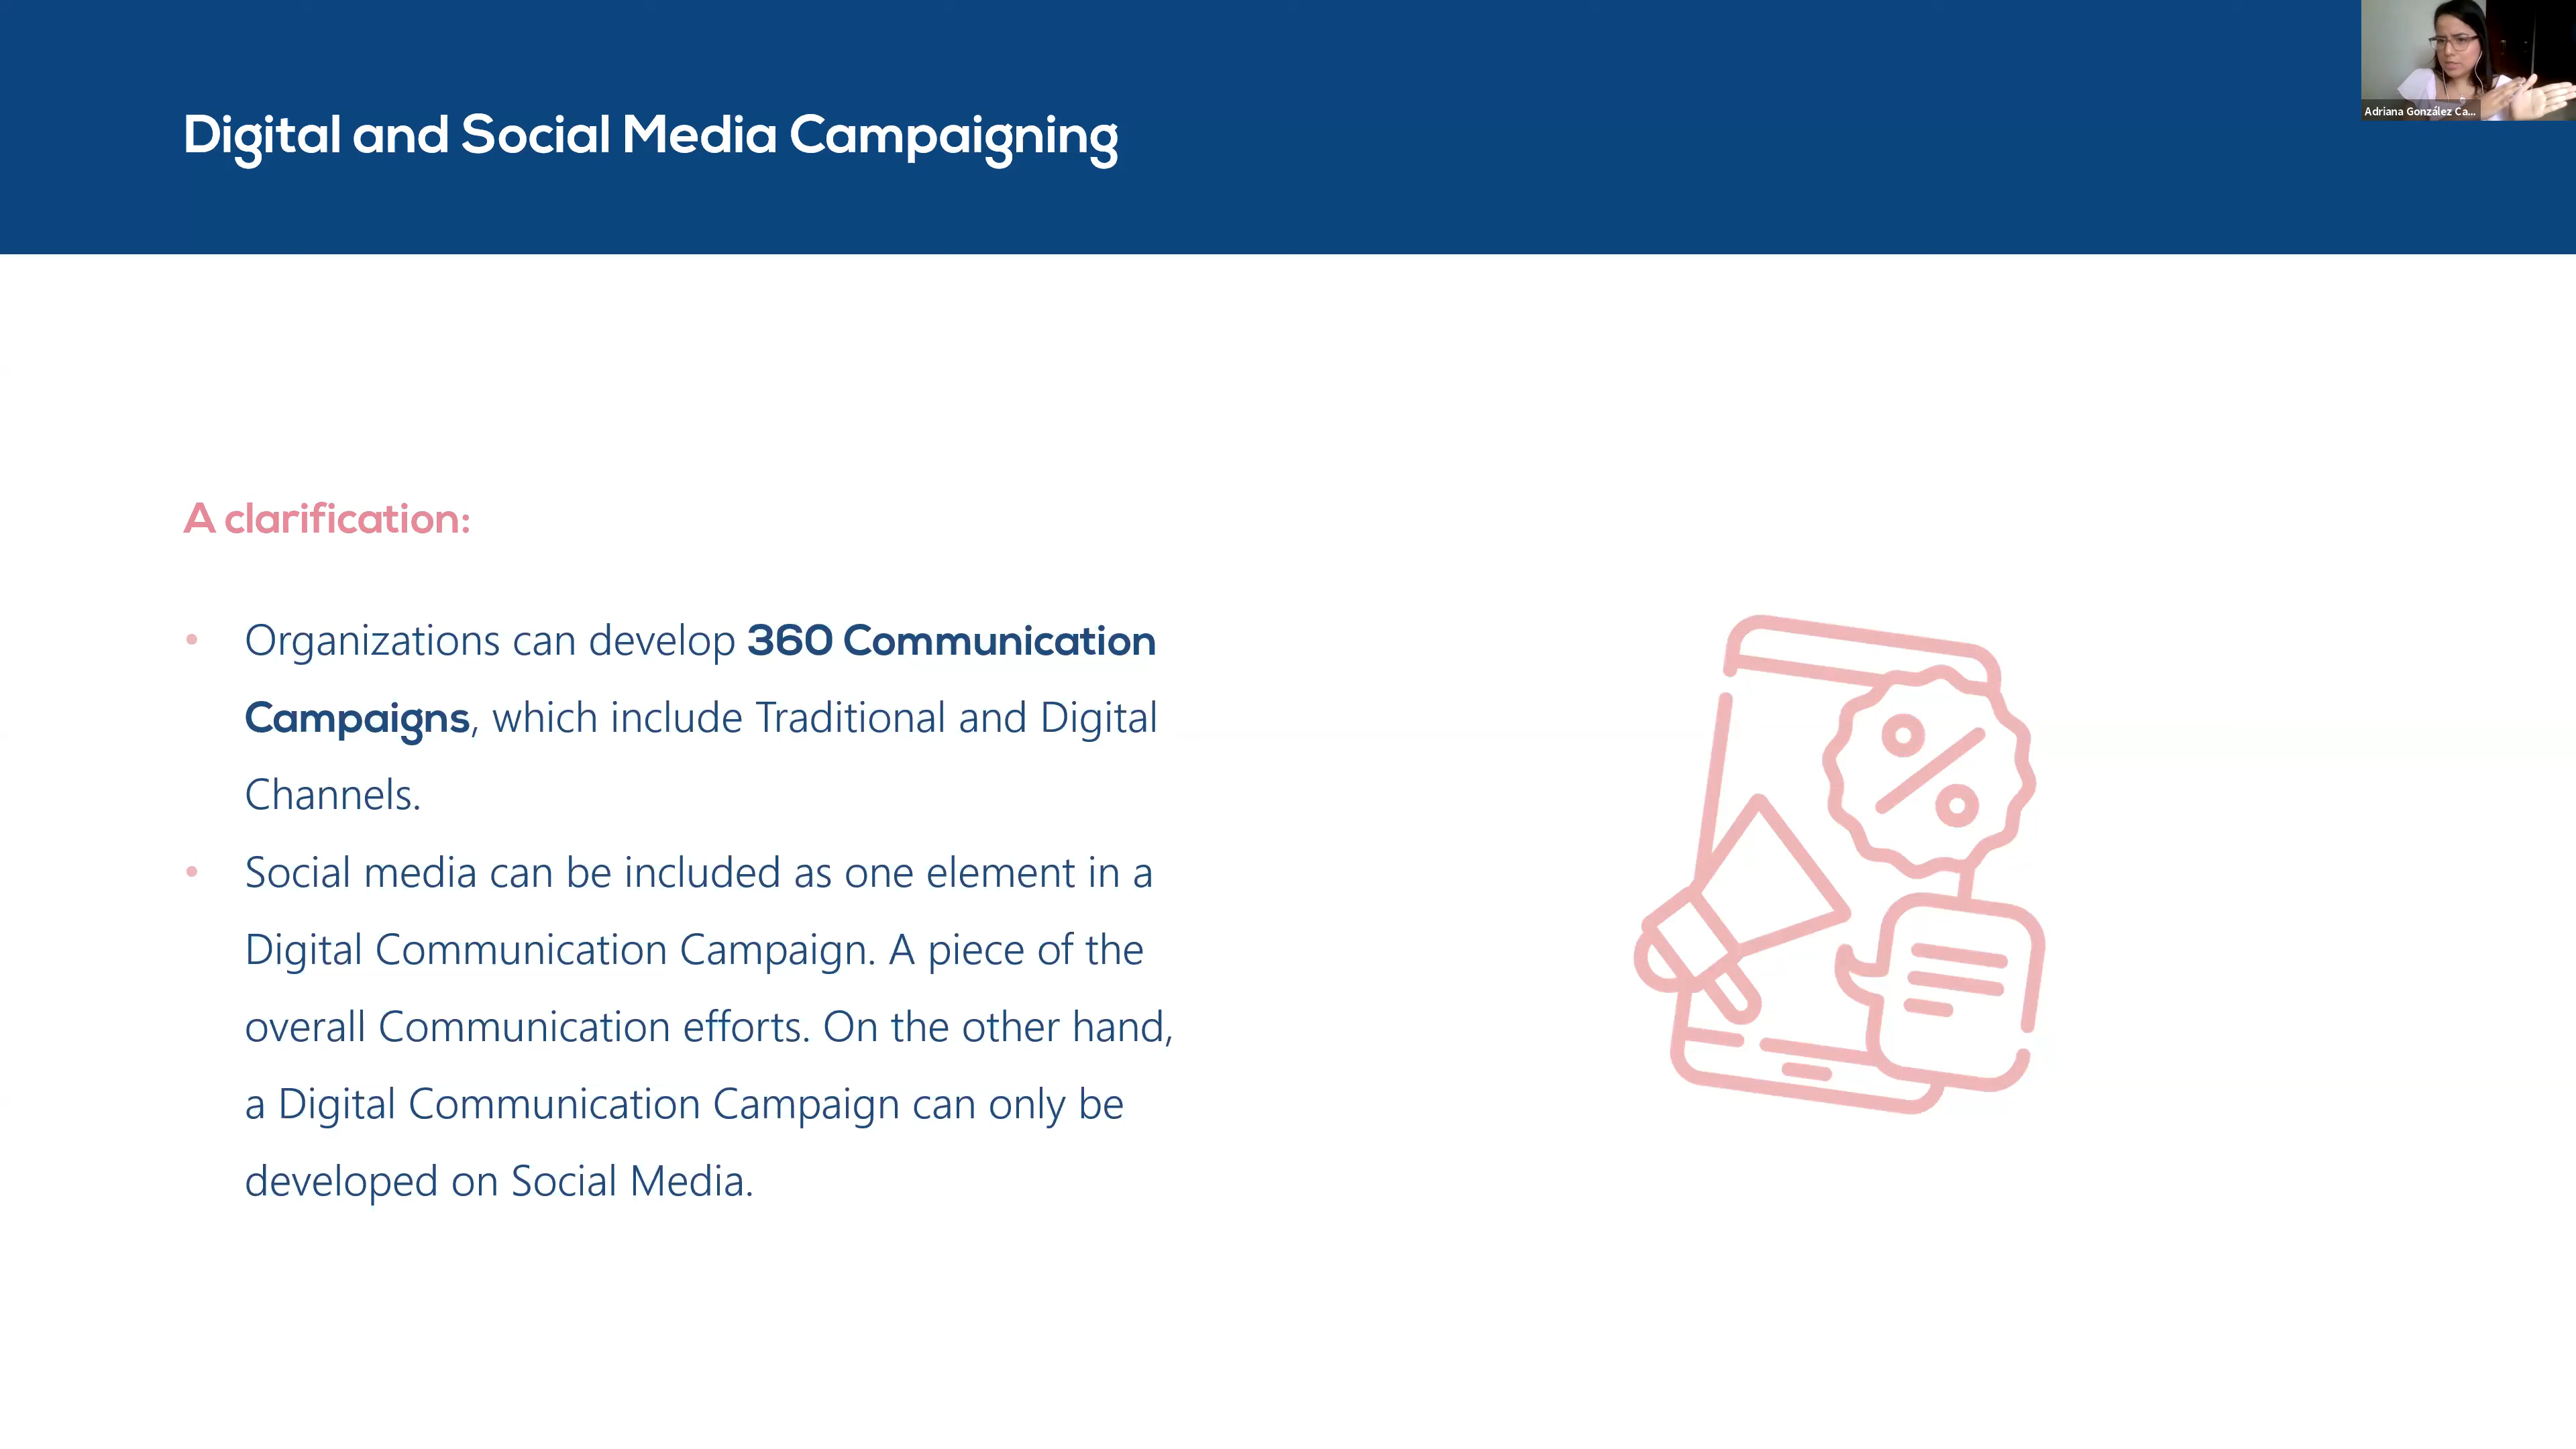 Digital and Social Media Campaigning
Adriana González Ca...
A clarification:
• Organizations can develop 360 Communication
Campaigns, which include Traditional and Digital
Channels.
• Social media can be included as one element in a
Digital Communication Campaign. A piece of the
overall Communication efforts. On the other hand,
a Digital Communication Campaign can only be
developed on Social Media.